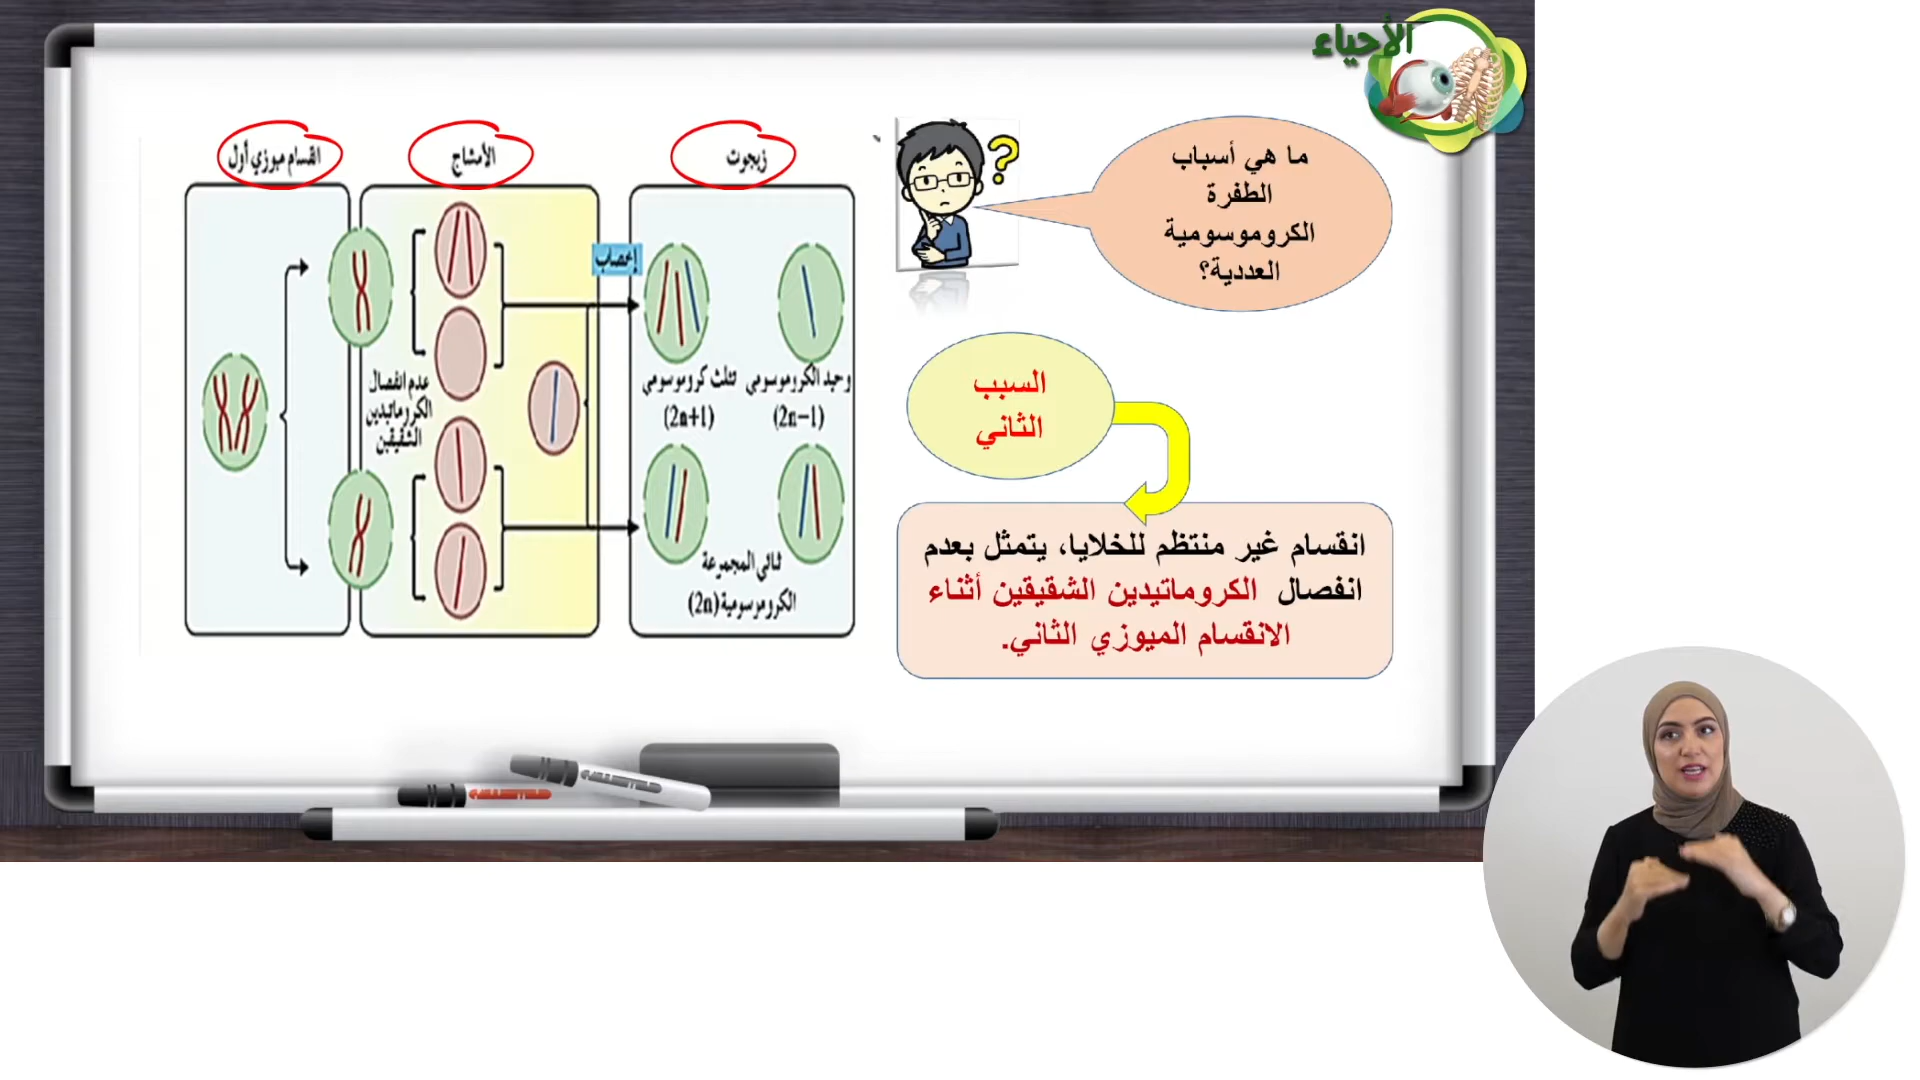 الأحياء
ما هي أسباب
الطفرة
الكروموسومية
العددية؟
السبب
الثاني
انقسام غير منتظم للخلايا، يتمثل بعدم
انفصال الكروماتيدين الشقيقين أثناء
الانقسام الميوزي الثاني.
زيجوت
الأمشاج
انقسام ميوزي أول
إخصاب
وحيد الكروموسومي
(2n−1)
تثلث كروموسومي
(2n+1)
ثنائي المجموعة
الكروموسومية (2n)
عدم انفصال
الكروماتيدين
الشقيقين